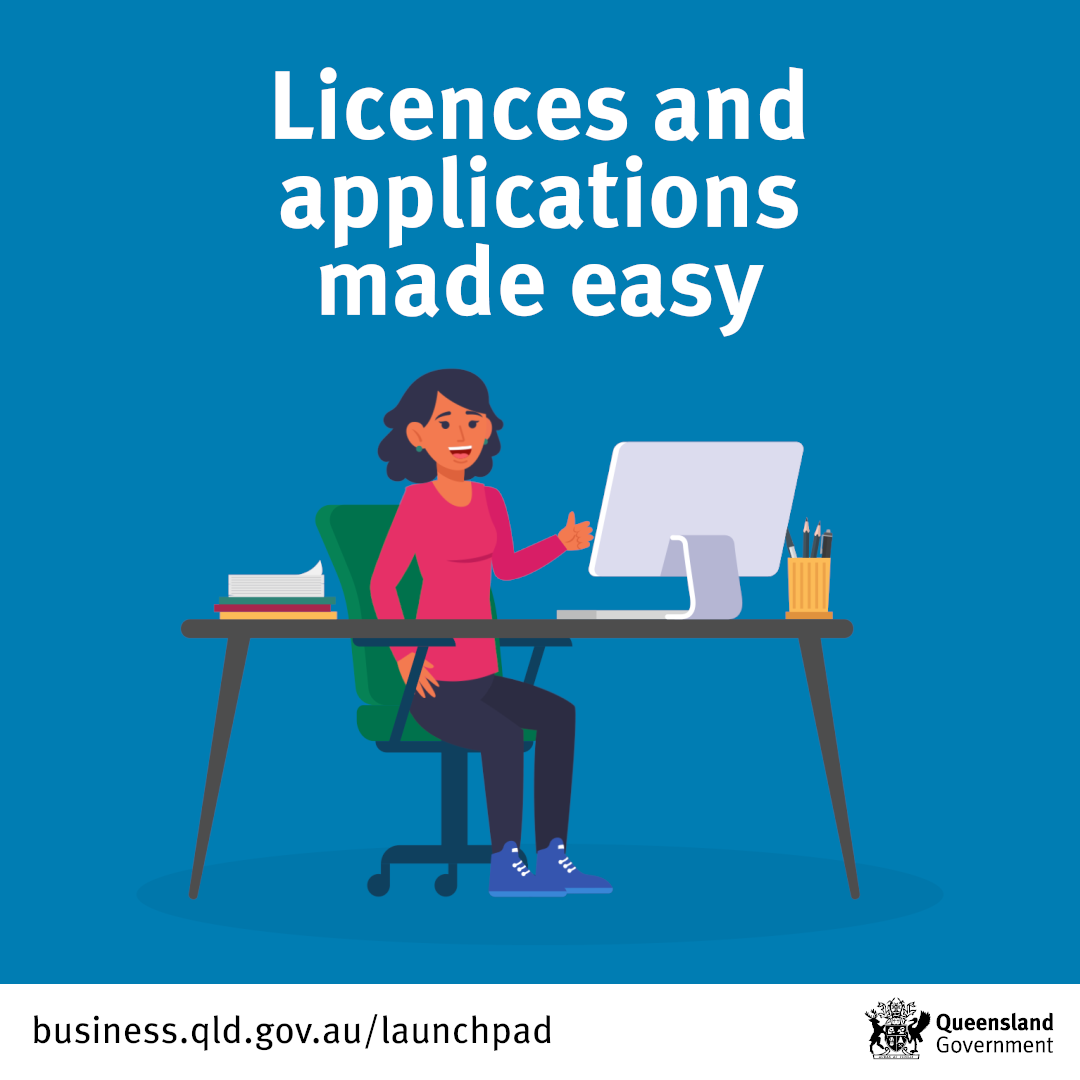 Licences and
applications
made easy
business.qld.gov.au/launchpad
Queensland
Government